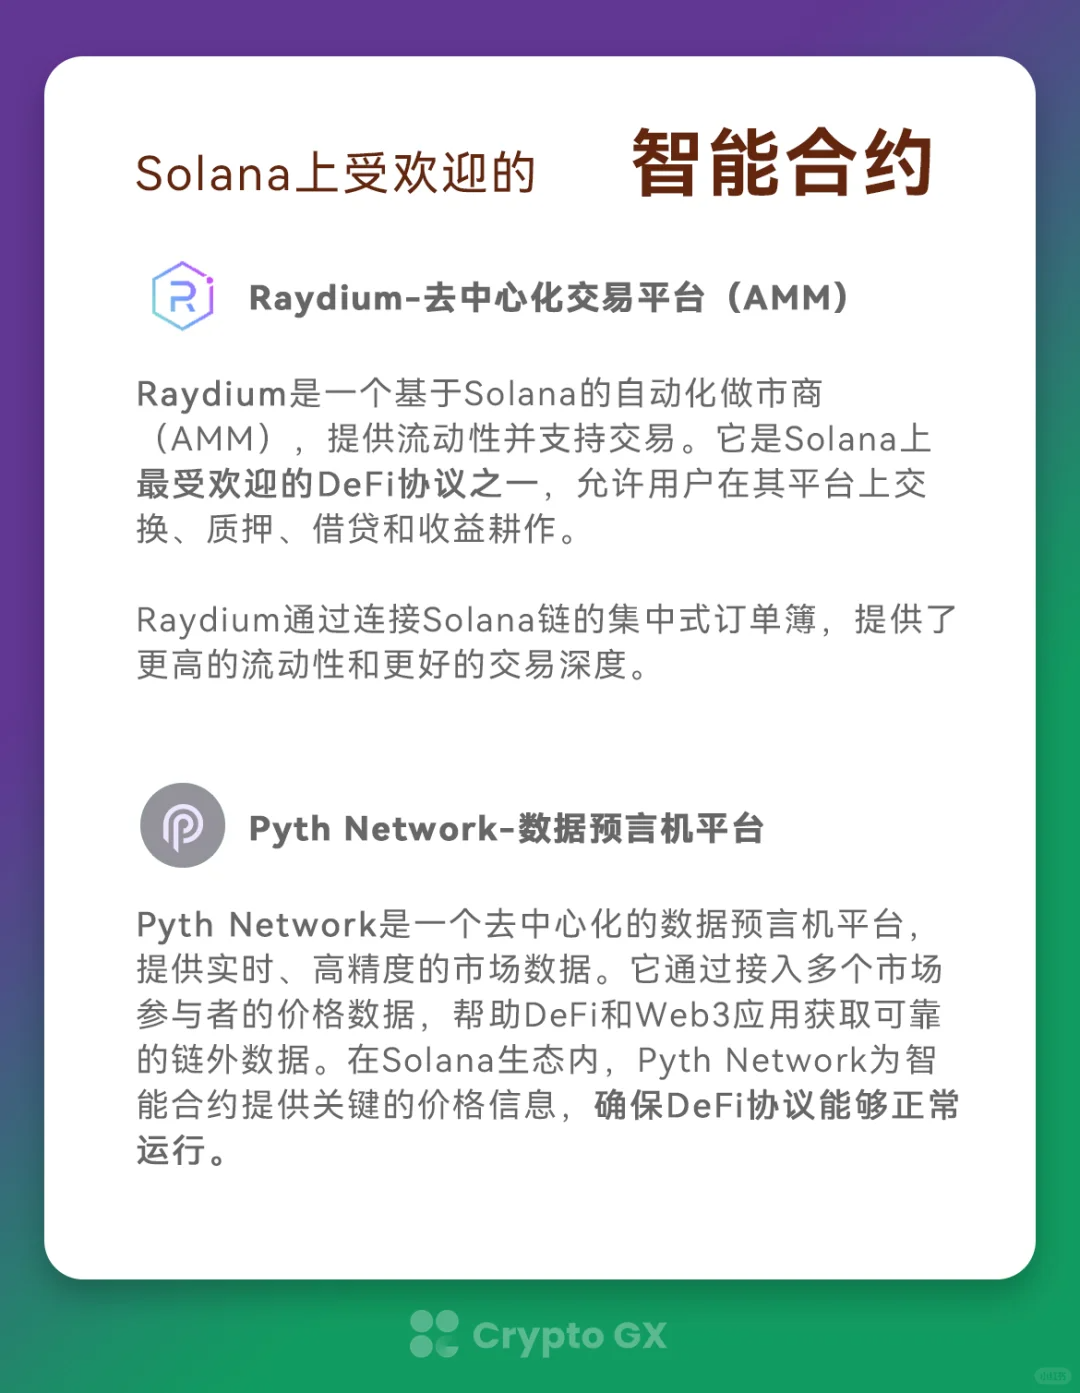 Solana上受欢迎的 智能合约
Raydium-去中心化交易平台（AMM）
Raydium是一个基于Solana的自动化做市商
（AMM），提供流动性并支持交易。它是Solana上
最受欢迎的DeFi协议之一，允许用户在其平台上交
换、质押、借贷和收益耕作。
Raydium通过连接Solana链的集中式订单簿，提供了
更高的流动性和更好的交易深度。
Pyth Network-数据预言机平台
Pyth Network是一个去中心化的数据预言机平台，
提供实时、高精度的市场数据。它通过接入多个市场
参与者的价格数据，帮助DeFi和Web3应用获取可靠
的链外数据。在Solana生态内，Pyth Network为智
能合约提供关键的价格信息，确保DeFi协议能够正常
运行。
Crypto GX
小红书